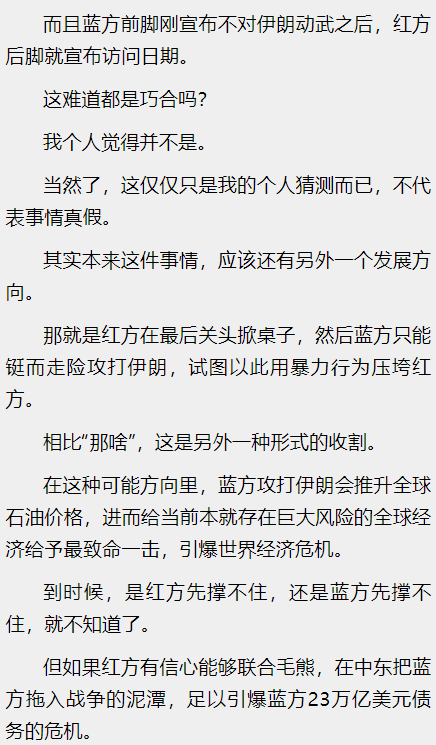 而且蓝方前脚刚宣布不对伊朗动武之后，红方
后脚就宣布访问日期。
这难道都是巧合吗？
我个人觉得并不是。
当然了，这仅仅只是我的个人猜测而已，不代
表事情真假。
其实本来这件事情，应该还有另外一个发展方
向。
那就是红方在最后关头掀桌子，然后蓝方只能
铤而走险攻打伊朗，试图以此用暴力行为压垮红
方。
相比“那啥”，这是另外一种形式的收割。
在这种可能方向里，蓝方攻打伊朗会推升全球
石油价格，进而给当前本就存在巨大风险的全球经
济给予最致命一击，引爆世界经济危机。
到时候，是红方先撑不住，还是蓝方先撑不
住，就不知道了。
但如果红方有信心能够联合毛熊，在中东把蓝
方拖入战争的泥潭，足以引爆蓝方23万亿美元债
务的危机。